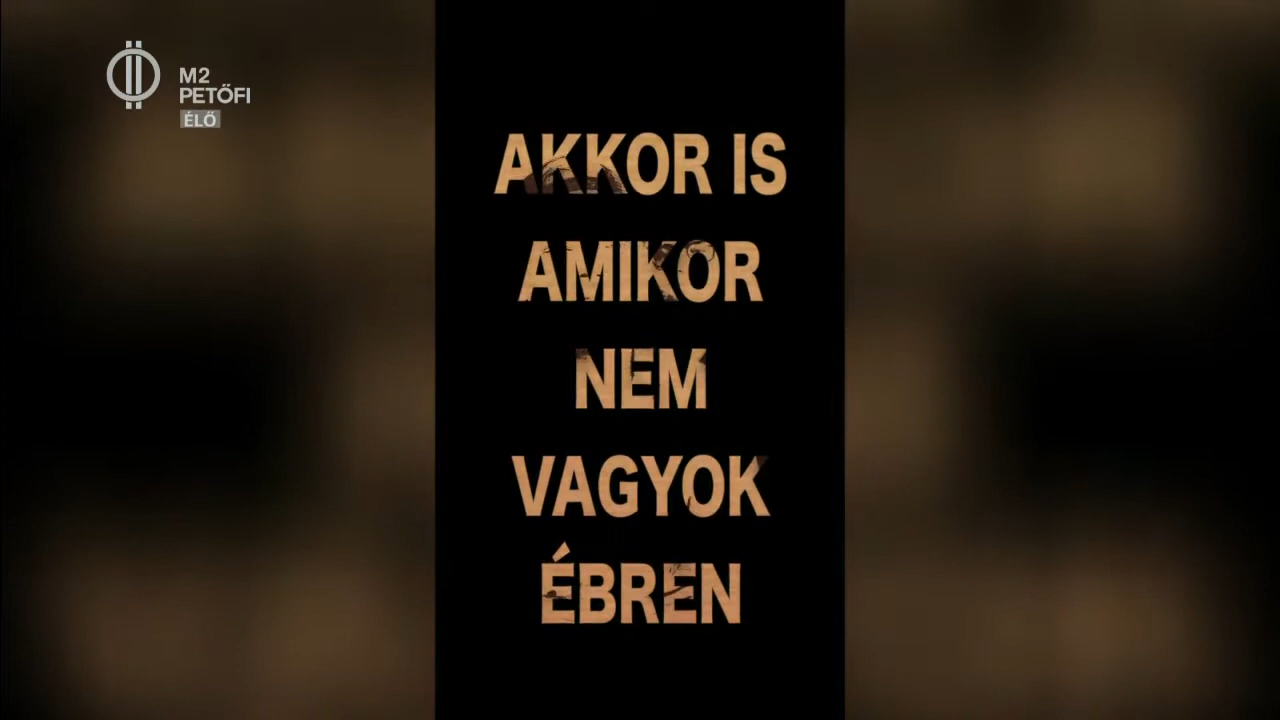 M2
PETŐFI
ÉLŐ
AKKOR IS
AMIKOR
NEM
VAGYOK
ÉBREN